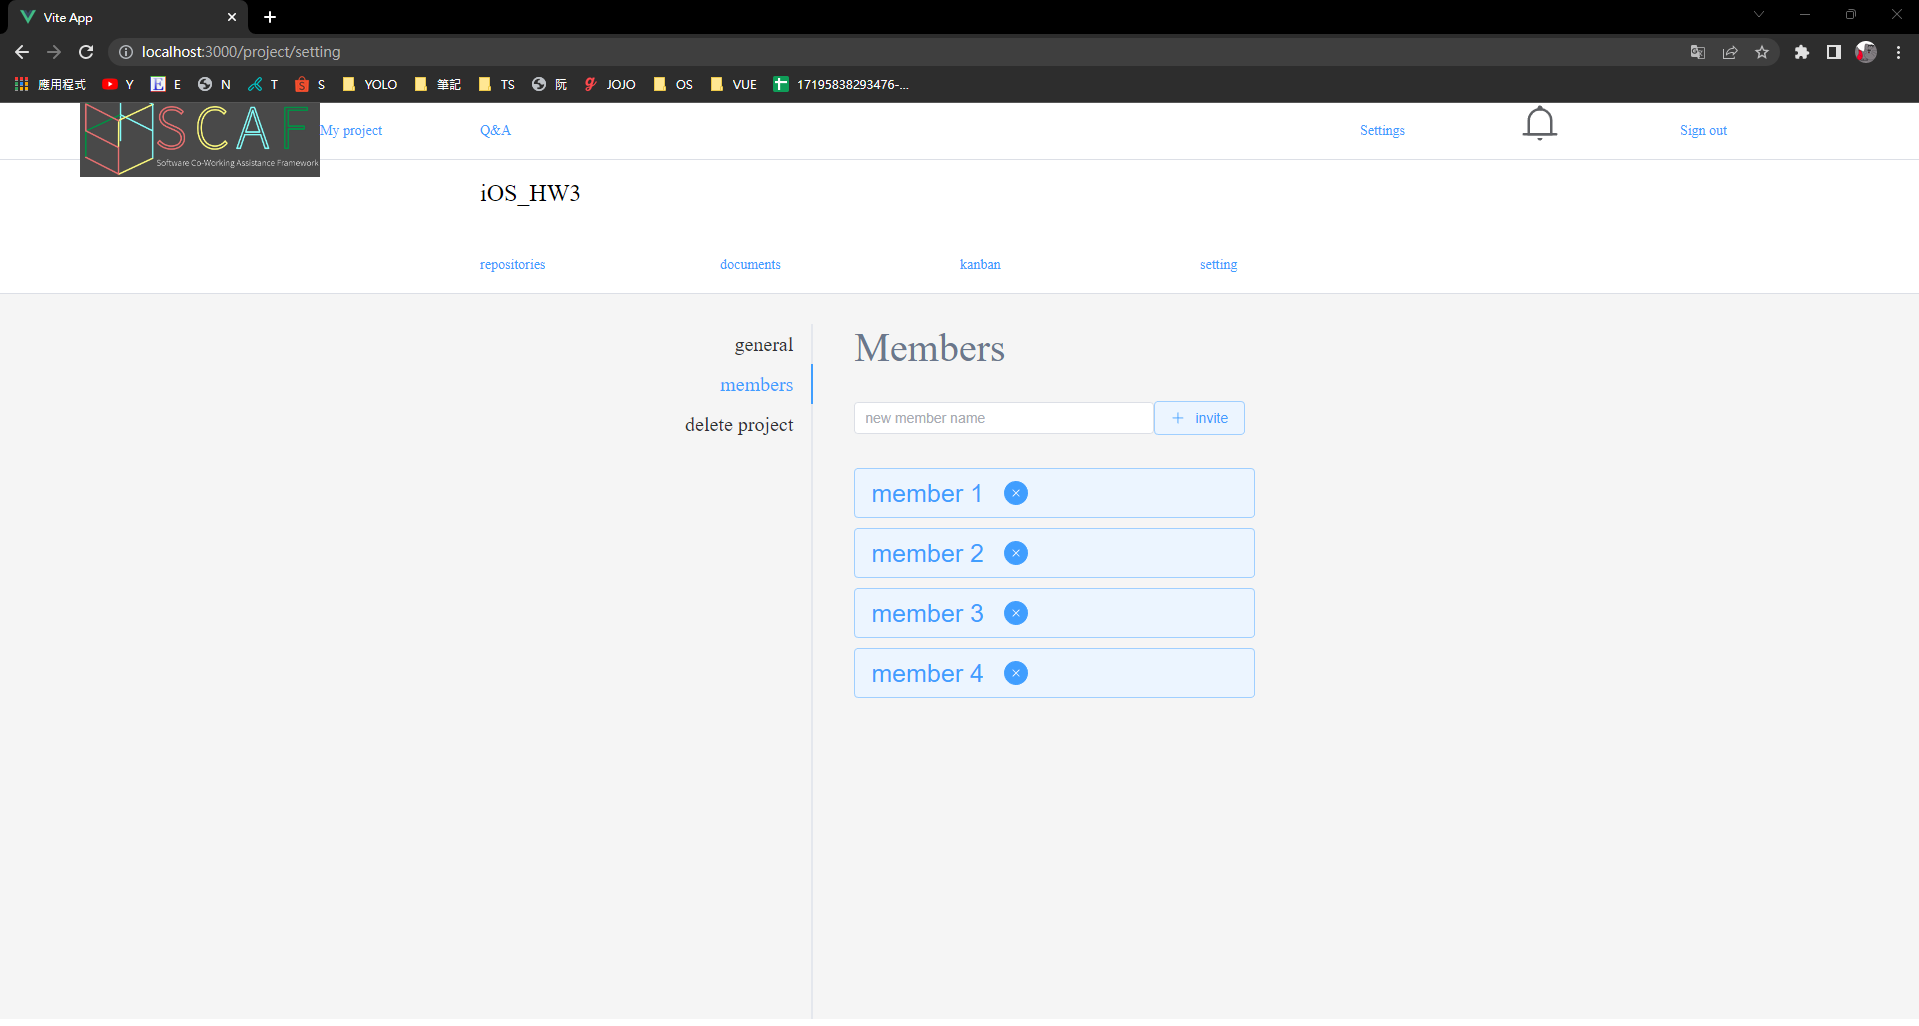 Vite App
localhost:3000/project/setting
應用程式 Y E N T S YOLO 筆記 TS 阮 JOJO OS VUE 17195838293476-...
SCAF
Software Co-Working Assistance Framework
My project Q&A Settings Sign out
iOS_HW3
repositories documents kanban setting
general
members
delete project
Members
new member name
invite
member 1
member 2
member 3
member 4